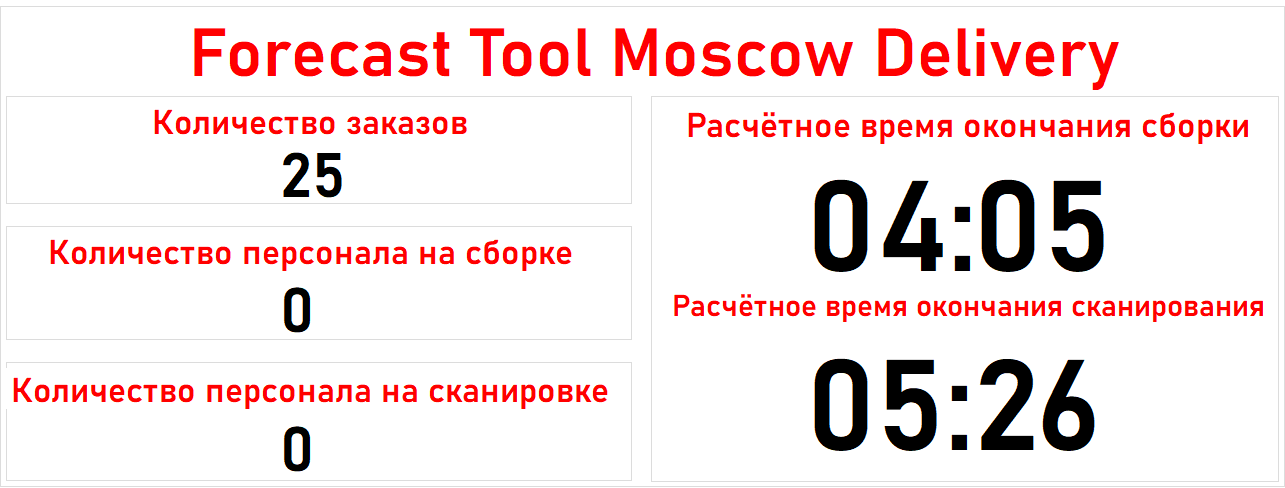 Forecast Tool Moscow Delivery
Количество заказов
25
Количество персонала на сборке
0
Количество персонала на сканировке
0
Расчётное время окончания сборки
04:05
Расчётное время окончания сканирования
05:26